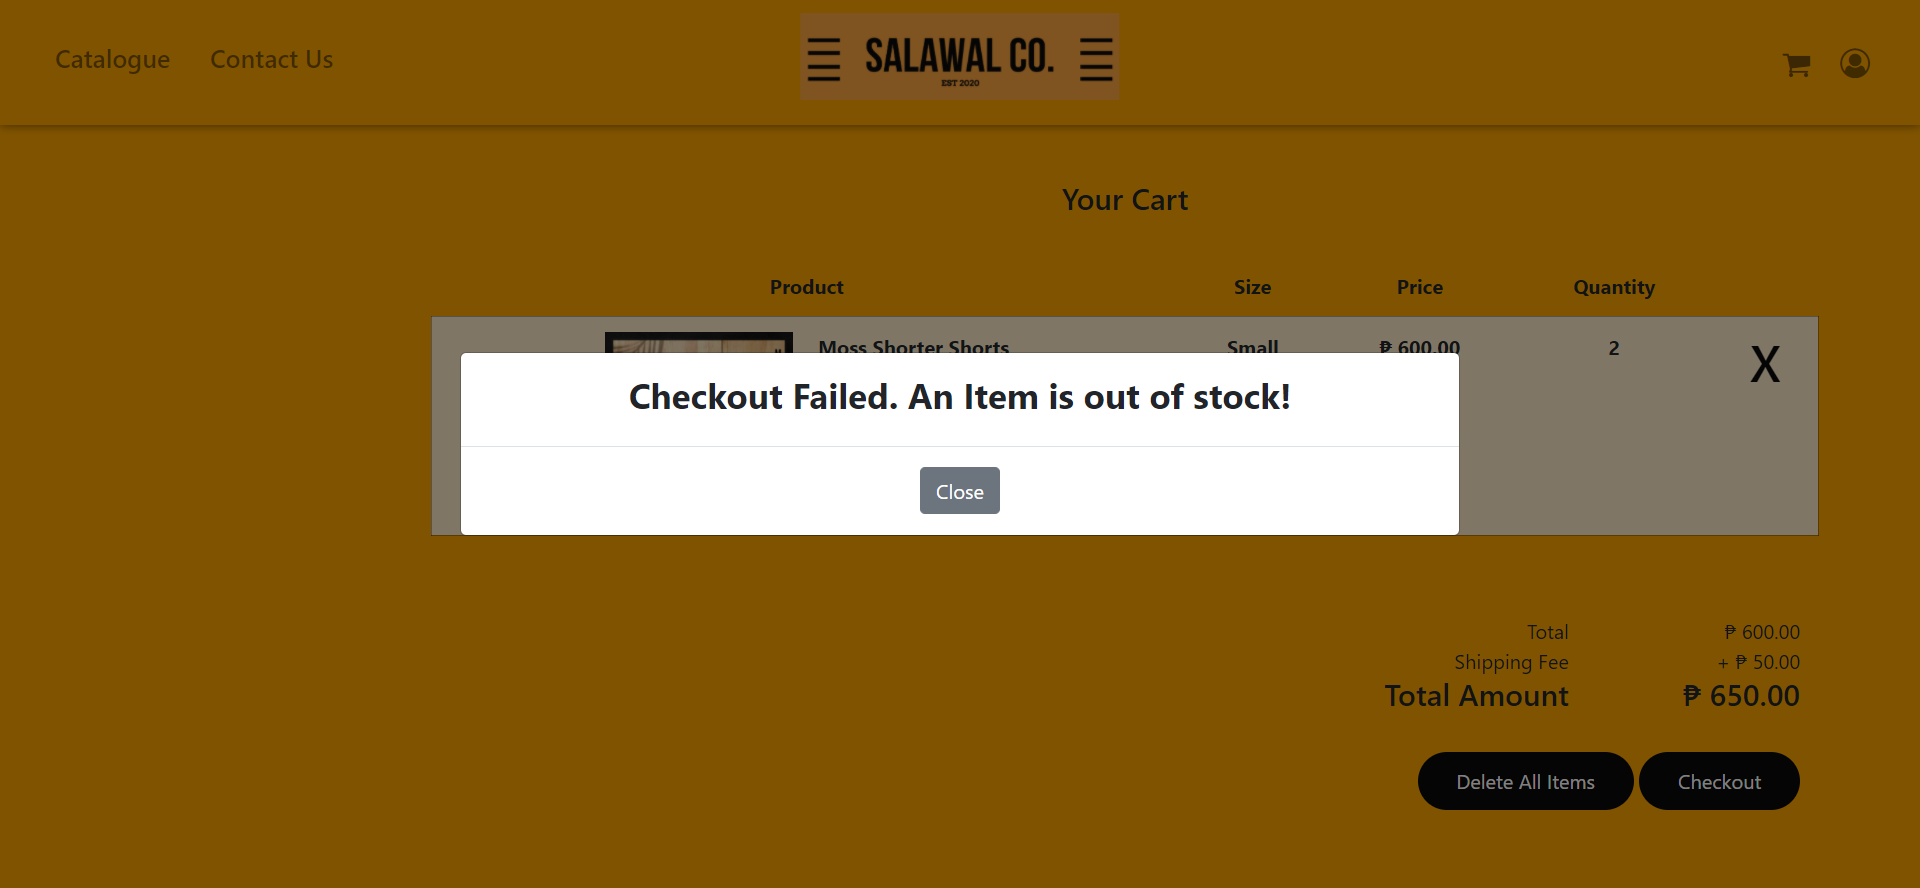 Catalogue
Contact Us
SALAWAL CO.
EST 2020
Your Cart
Product
Size
Price
Quantity
Moss Shorter Shorts
Small
₱ 600.00
2
X
Checkout Failed. An Item is out of stock!
Close
Total
₱ 600.00
Shipping Fee
+ ₱ 50.00
Total Amount
₱ 650.00
Delete All Items
Checkout